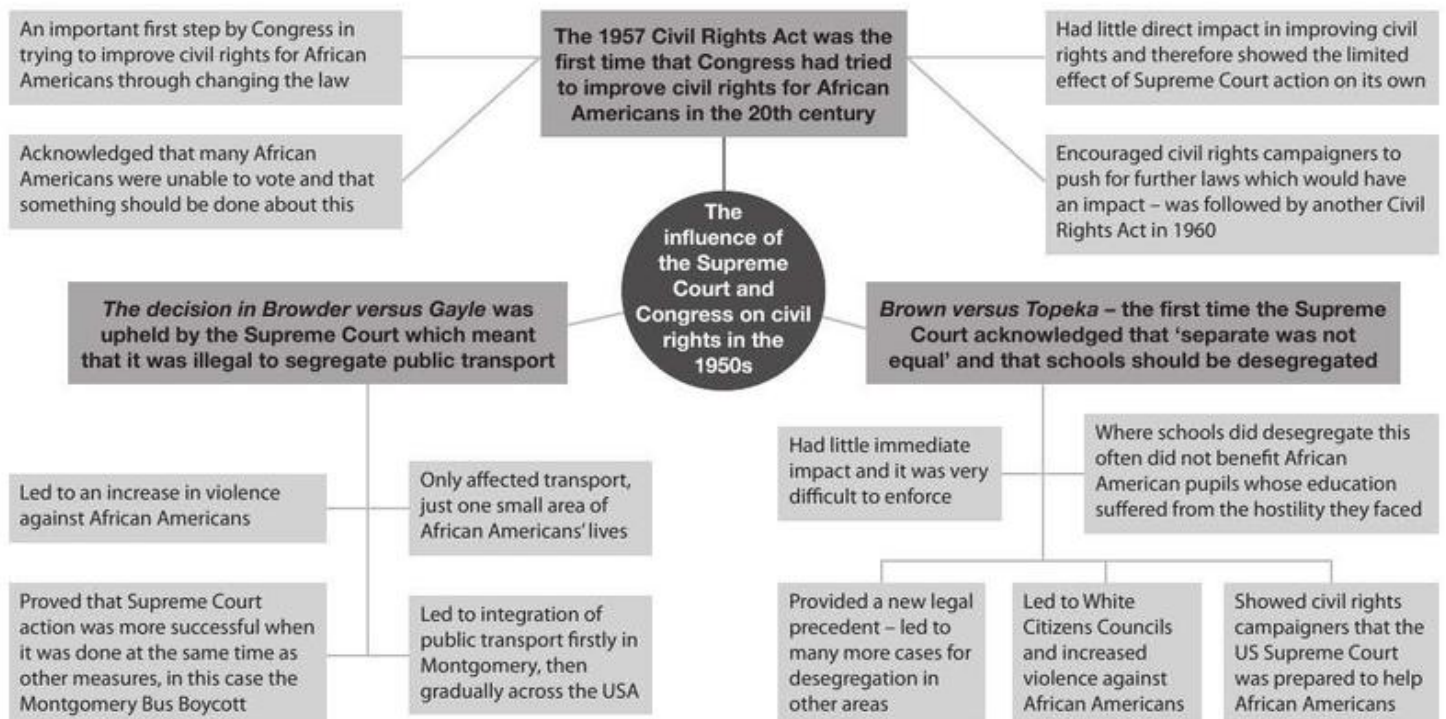 An important first step by Congress in
trying to improve civil rights for African
Americans through changing the law
Acknowledged that many African
Americans were unable to vote and that
something should be done about this
The 1957 Civil Rights Act was the
first time that Congress had tried
to improve civil rights for African
Americans in the 20th century
Had little direct impact in improving civil
rights and therefore showed the limited
effect of Supreme Court action on its own
Encouraged civil rights campaigners to
push for further laws which would have
an impact – was followed by another Civil
Rights Act in 1960
The
influence of
the Supreme
Court and
Congress on civil
rights in the
1950s
The decision in Browder versus Gayle was
upheld by the Supreme Court which meant
that it was illegal to segregate public transport
Led to an increase in violence
against African Americans
Only affected transport,
just one small area of
African Americans' lives
Proved that Supreme Court
action was more successful when
it was done at the same time as
other measures, in this case the
Montgomery Bus Boycott
Led to integration of
public transport firstly in
Montgomery, then
gradually across the USA
Brown versus Topeka – the first time the Supreme
Court acknowledged that ‘separate was not
equal’ and that schools should be desegregated
Had little immediate
impact and it was very
difficult to enforce
Where schools did desegregate this
often did not benefit African
American pupils whose education
suffered from the hostility they faced
Provided a new legal
precedent – led to
many more cases for
desegregation in
other areas
Led to White
Citizens Councils
and increased
violence against
African Americans
Showed civil rights
campaigners that the
US Supreme Court
was prepared to help
African Americans